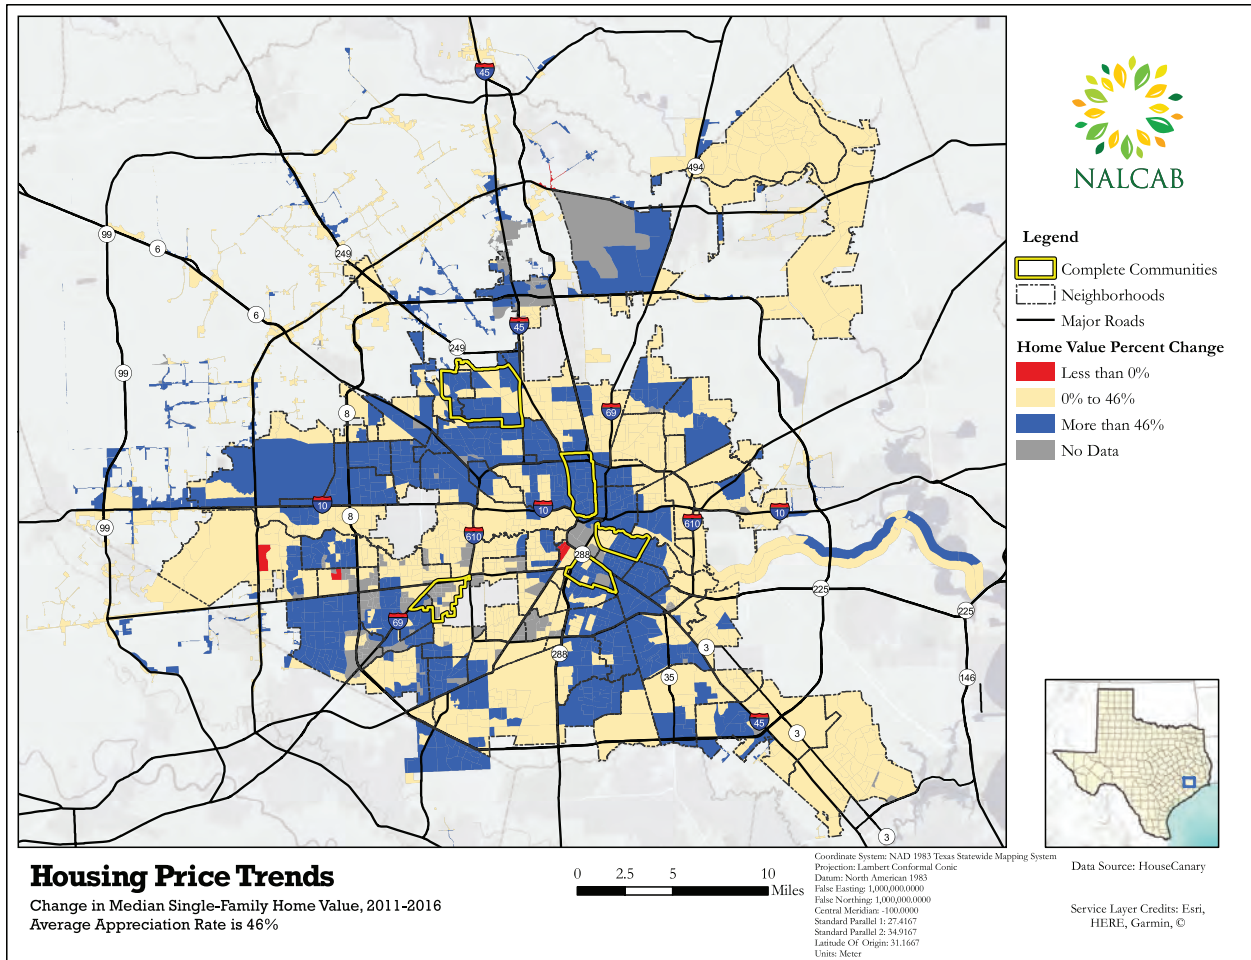 45
494
99
6
249
6
45
249
99
69
8
10
10
10
8
610
610
99
288
225
225
69
288
3
35
146
45
3
3
NALCAB
Legend
Complete Communities
Neighborhoods
Major Roads
Home Value Percent Change
Less than 0%
0% to 46%
More than 46%
No Data
Housing Price Trends
Change in Median Single-Family Home Value, 2011-2016
Average Appreciation Rate is 46%
0 2.5 5 10
Miles
Coordinate System: NAD 1983 Texas Statewide Mapping System
Projection: Lambert Conformal Conic
Datum: North American 1983
False Easting: 1,000,000.0000
False Northing: 1,000,000.0000
Central Meridian: -100.0000
Standard Parallel 1: 27.4167
Standard Parallel 2: 34.9167
Latitude Of Origin: 31.1667
Units: Meter
Data Source: HouseCanary
Service Layer Credits: Esri,
HERE, Garmin, ©